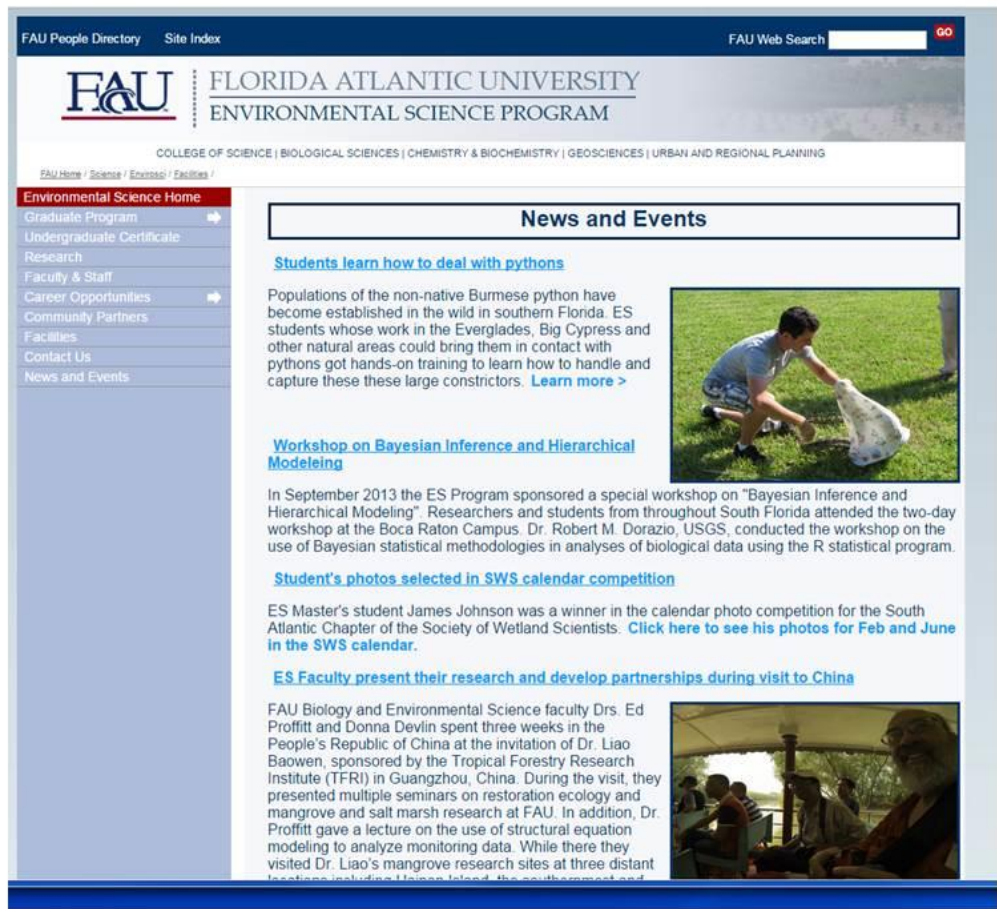 FAU People Directory Site Index FAU Web Search GO
FAU FLORIDA ATLANTIC UNIVERSITY
ENVIRONMENTAL SCIENCE PROGRAM
COLLEGE OF SCIENCE | BIOLOGICAL SCIENCES | CHEMISTRY & BIOCHEMISTRY | GEOSCIENCES | URBAN AND REGIONAL PLANNING
FAU Home / Science / Envirosci / Facilities /
Environmental Science Home
Graduate Program
Undergraduate Certificate
Research
Faculty & Staff
Career Opportunities
Community Partners
Facilities
Contact Us
News and Events
News and Events
Students learn how to deal with pythons
Populations of the non-native Burmese python have
become established in the wild in southern Florida. ES
students whose work in the Everglades, Big Cypress and
other natural areas could bring them in contact with
pythons got hands-on training to learn how to handle and
capture these these large constrictors. Learn more >
Workshop on Bayesian Inference and Hierarchical
Modeleing
In September 2013 the ES Program sponsored a special workshop on "Bayesian Inference and
Hierarchical Modeling". Researchers and students from throughout South Florida attended the two-day
workshop at the Boca Raton Campus. Dr. Robert M. Dorazio, USGS, conducted the workshop on the
use of Bayesian statistical methodologies in analyses of biological data using the R statistical program.
Student's photos selected in SWS calendar competition
ES Master's student James Johnson was a winner in the calendar photo competition for the South
Atlantic Chapter of the Society of Wetland Scientists. Click here to see his photos for Feb and June
in the SWS calendar.
ES Faculty present their research and develop partnerships during visit to China
FAU Biology and Environmental Science faculty Drs. Ed
Proffitt and Donna Devlin spent three weeks in the
People's Republic of China at the invitation of Dr. Liao
Baowen, sponsored by the Tropical Forestry Research
Institute (TFRI) in Guangzhou, China. During the visit, they
presented multiple seminars on restoration ecology and
mangrove and salt marsh research at FAU. In addition, Dr.
Proffitt gave a lecture on the use of structural equation
modeling to analyze monitoring data. While there they
visited Dr. Liao's mangrove research sites at three distant
locations including Hainan Island, the southernmost and